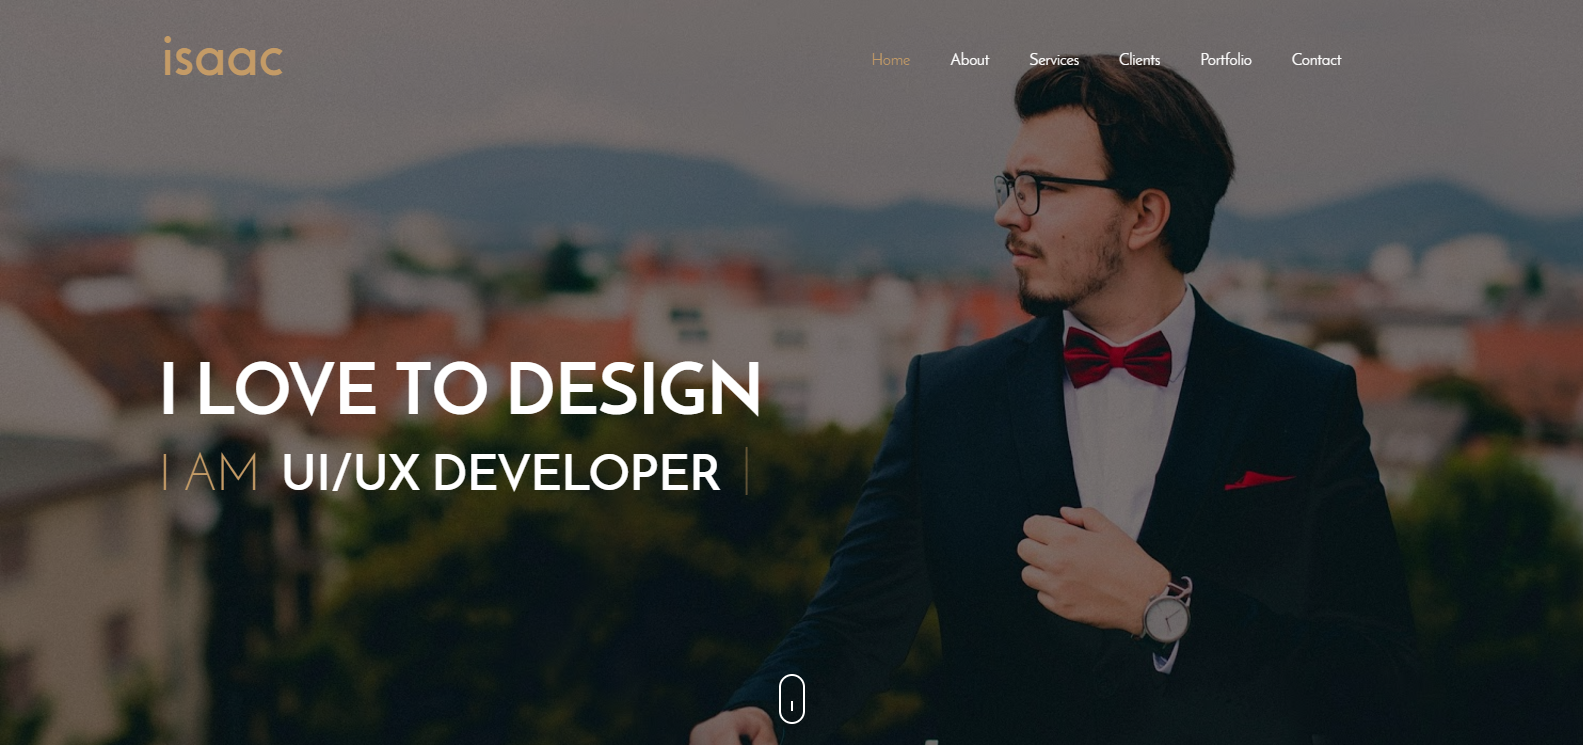 isaac
Home About Services Clients Portfolio Contact
I LOVE TO DESIGN
I AM UI/UX DEVELOPER